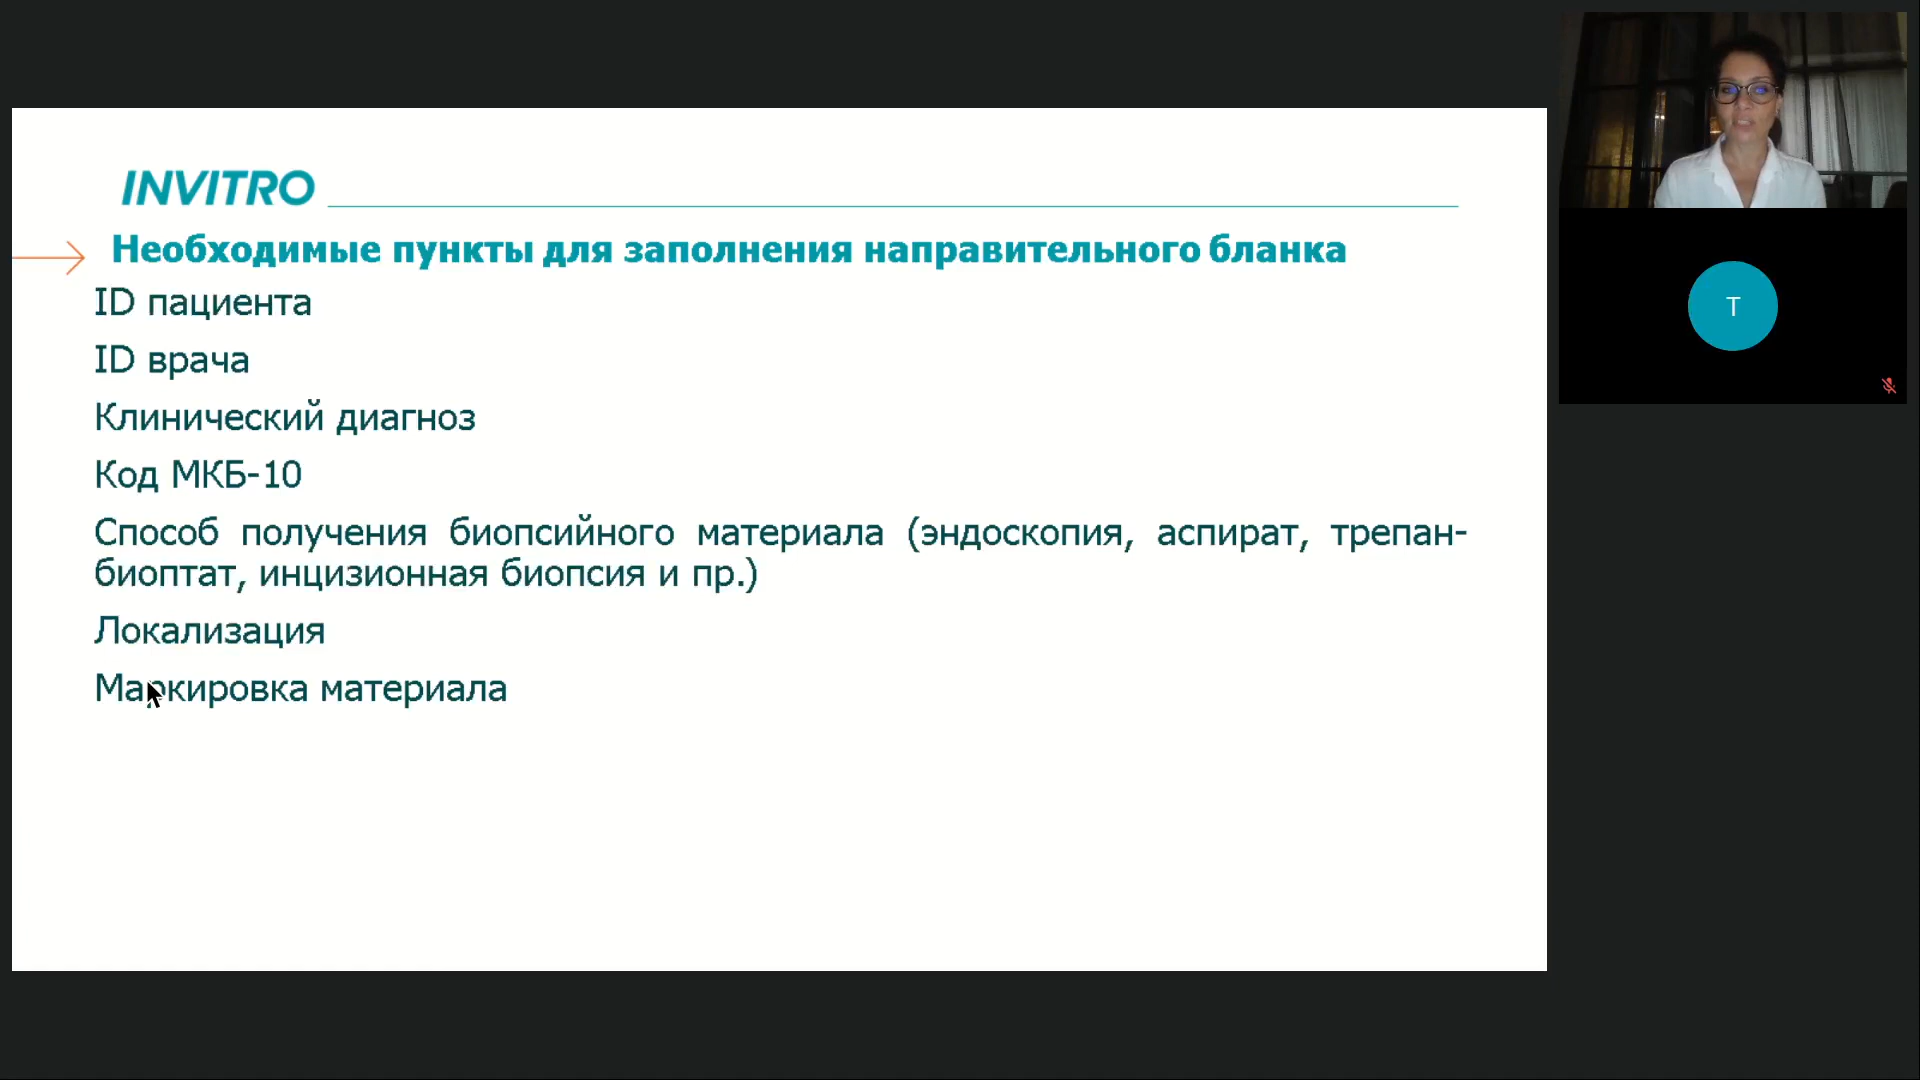 INVITRO
Необходимые пункты для заполнения направительного бланка
ID пациента
ID врача
Клинический диагноз
Код МКБ-10
Способ получения биопсийного материала (эндоскопия, аспират, трепан-
биоптат, инцизионная биопсия и пр.)
Локализация
Маркировка материала
T